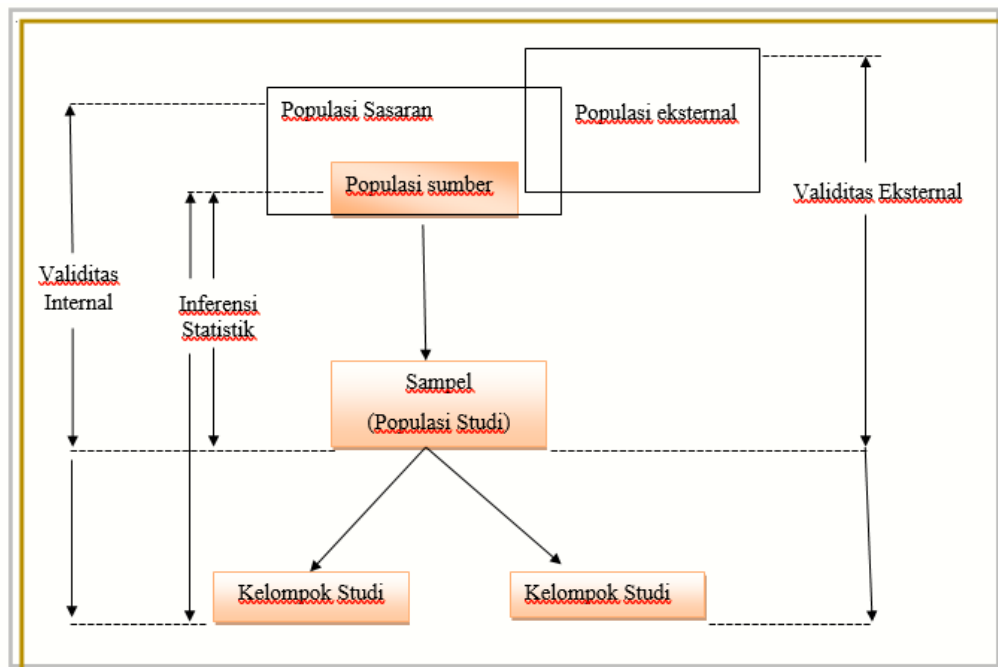 Populasi Sasaran
Populasi eksternal
Populasi sumber
Validitas Eksternal
Validitas
Internal
Inferensi
Statistik
Sampel
(Populasi Studi)
Kelompok Studi
Kelompok Studi